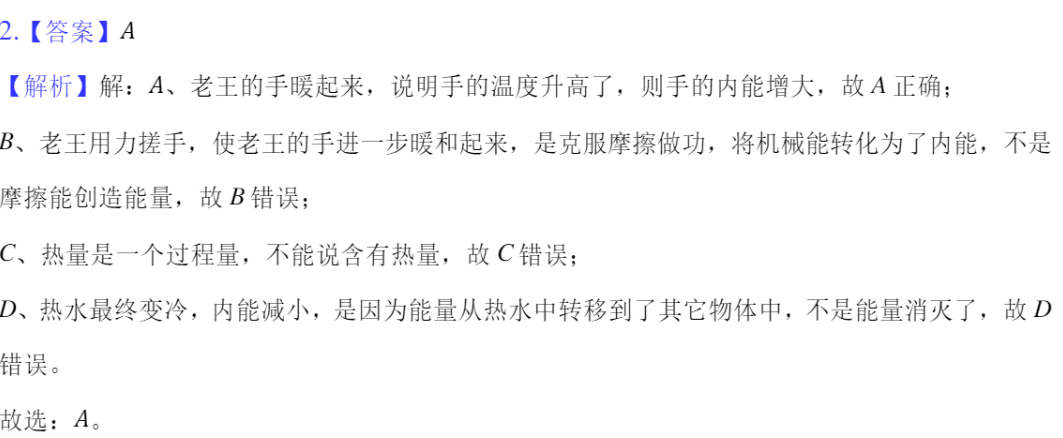 2.【答案】A
【解析】解：A、老王的手暖起来，说明手的温度升高了，则手的内能增大，故 A 正确；
B、老王用力搓手，使老王的手进一步暖和起来，是克服摩擦做功，将机械能转化为了内能，不是
摩擦能创造能量，故 B 错误；
C、热量是一个过程量，不能说含有热量，故 C 错误；
D、热水最终变冷，内能减小，是因为能量从热水中转移到了其它物体中，不是能量消灭了，故 D
错误。
故选：A。